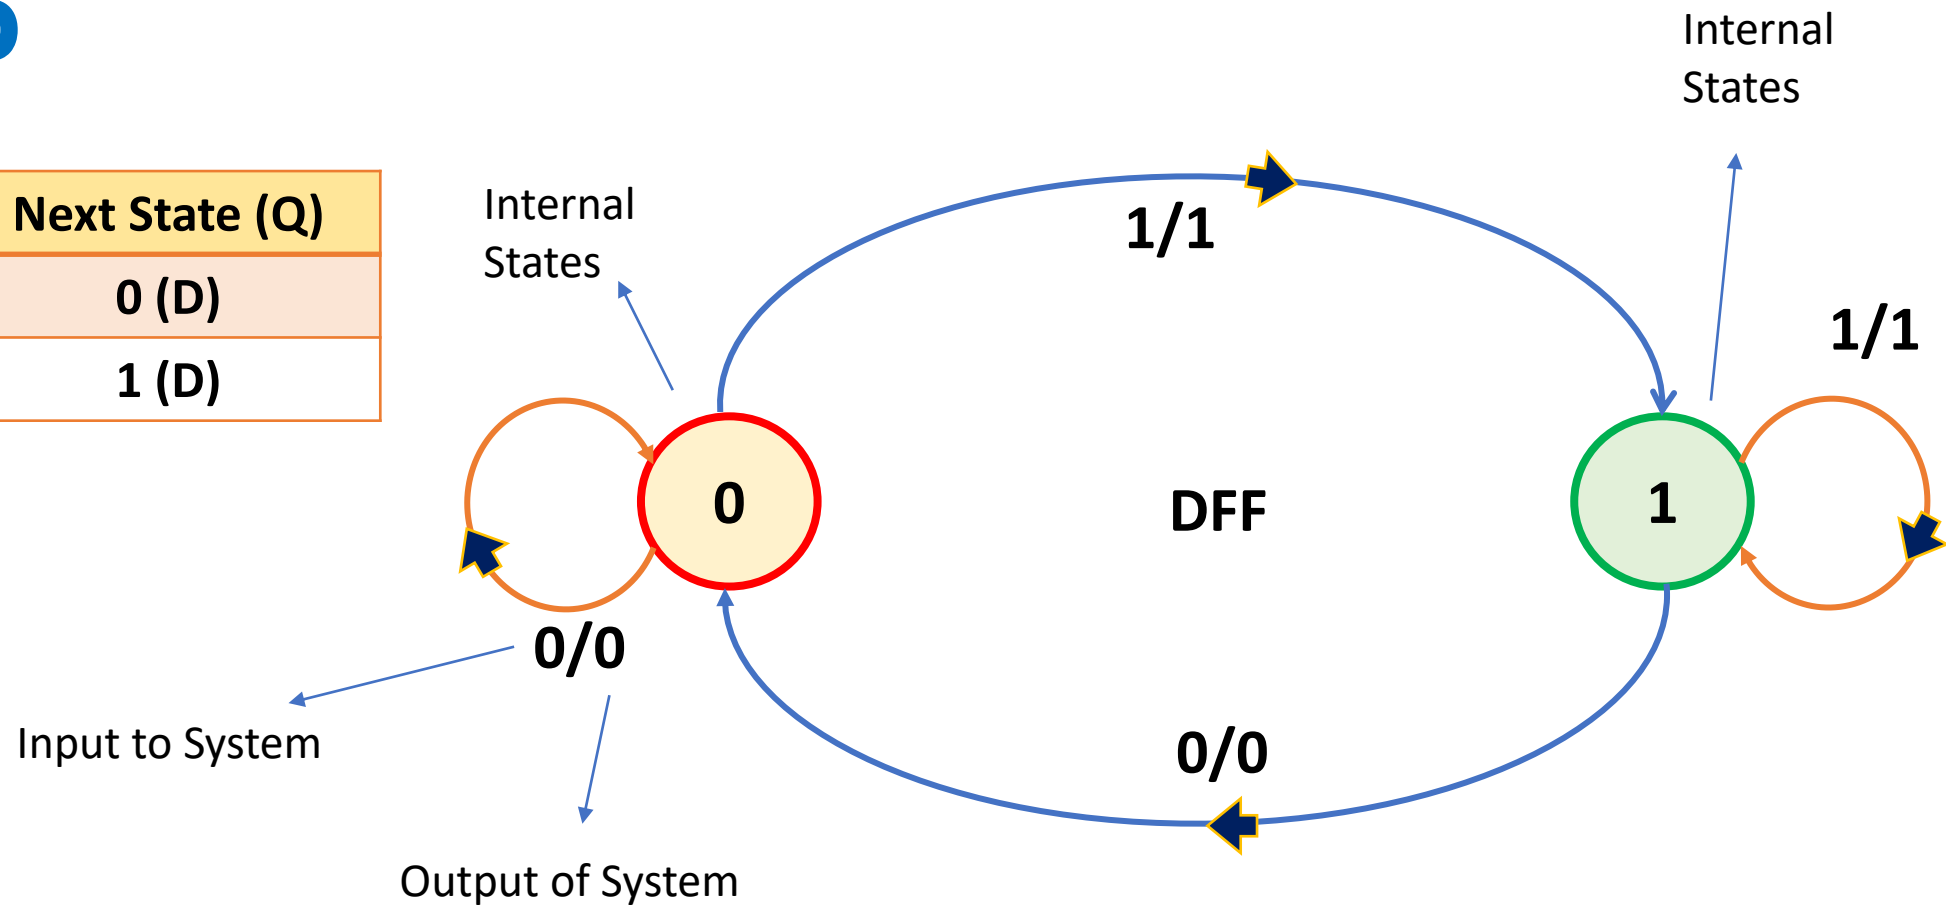 Internal
States
Next State (Q)
0 (D)
1 (D)
Internal
States
1/1
1/1
0
DFF
1
0/0
0/0
Input to System
Output of System